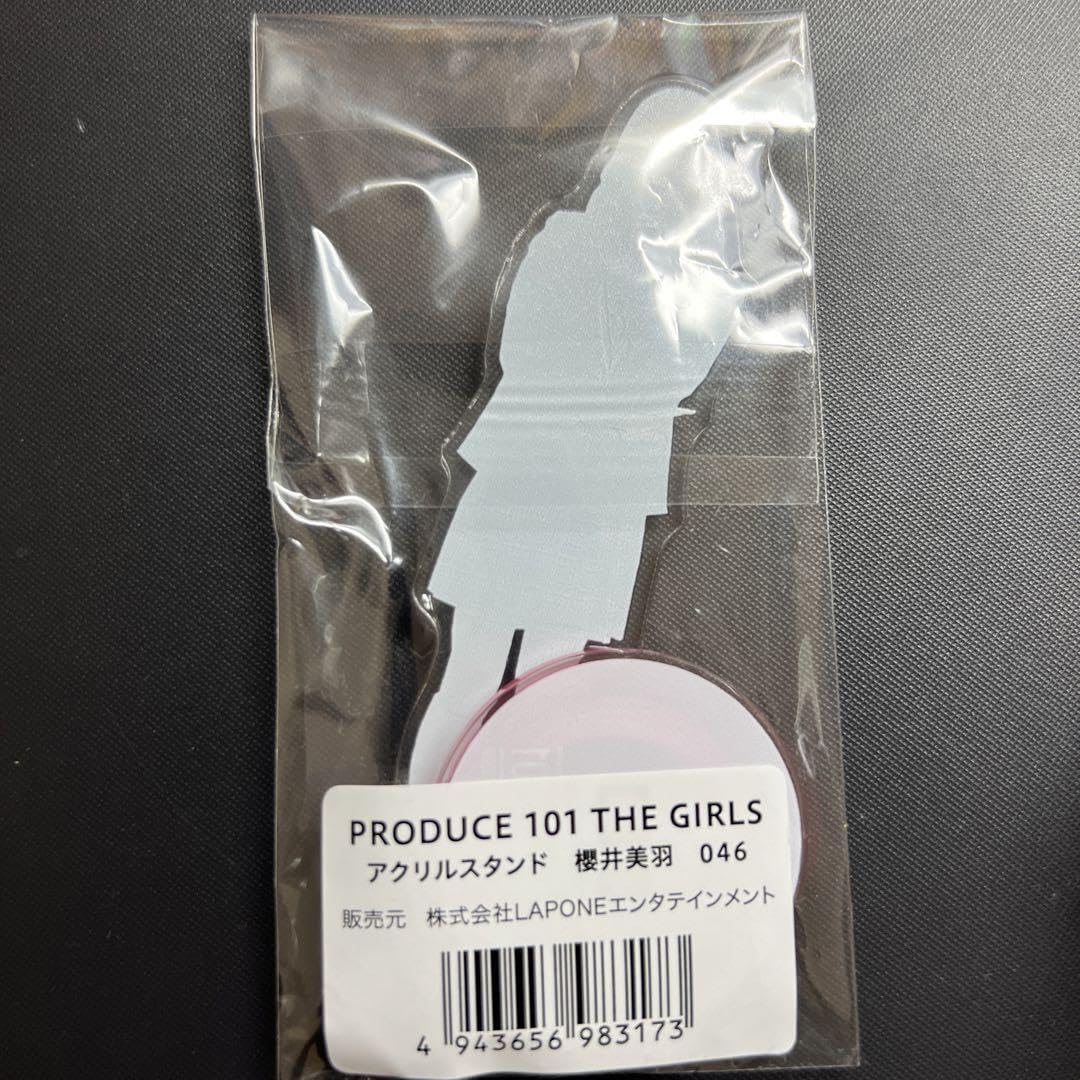 PRODUCE 101 THE GIRLS
アクリルスタンド　櫻井美羽　046
販売元　株式会社LAPONEエンタテインメント
4 943656 983173